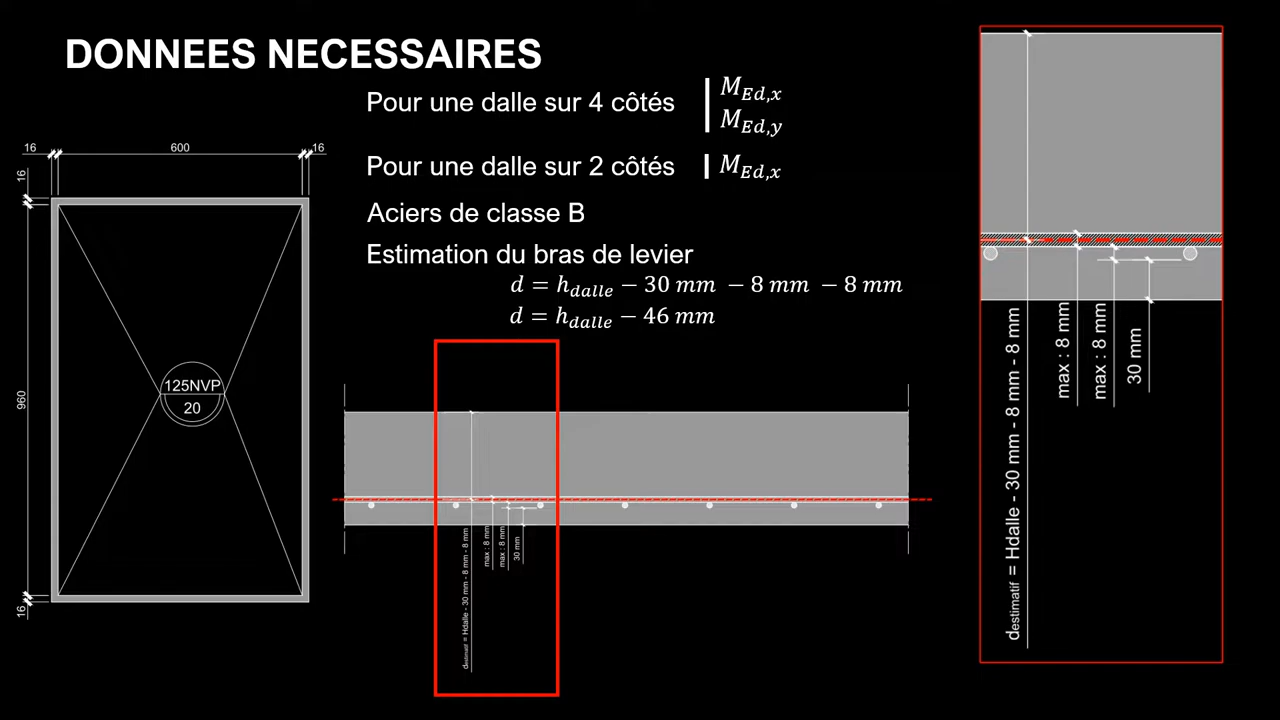 DONNEES NECESSAIRES
Pour une dalle sur 4 côtés
M_{Ed,x}
M_{Ed,y}
Pour une dalle sur 2 côtés
M_{Ed,x}
Aciers de classe B
Estimation du bras de levier
d = h_{dalle} − 30 mm − 8 mm − 8 mm
d = h_{dalle} − 46 mm
16
600
16
16
960
16
125NVP
20
destimatif = Hdalle - 30 mm - 8 mm - 8 mm
max : 8 mm
max : 8 mm
30 mm
destimatif = Hdalle - 30 mm - 8 mm - 8 mm
max : 8 mm
max : 8 mm
30 mm